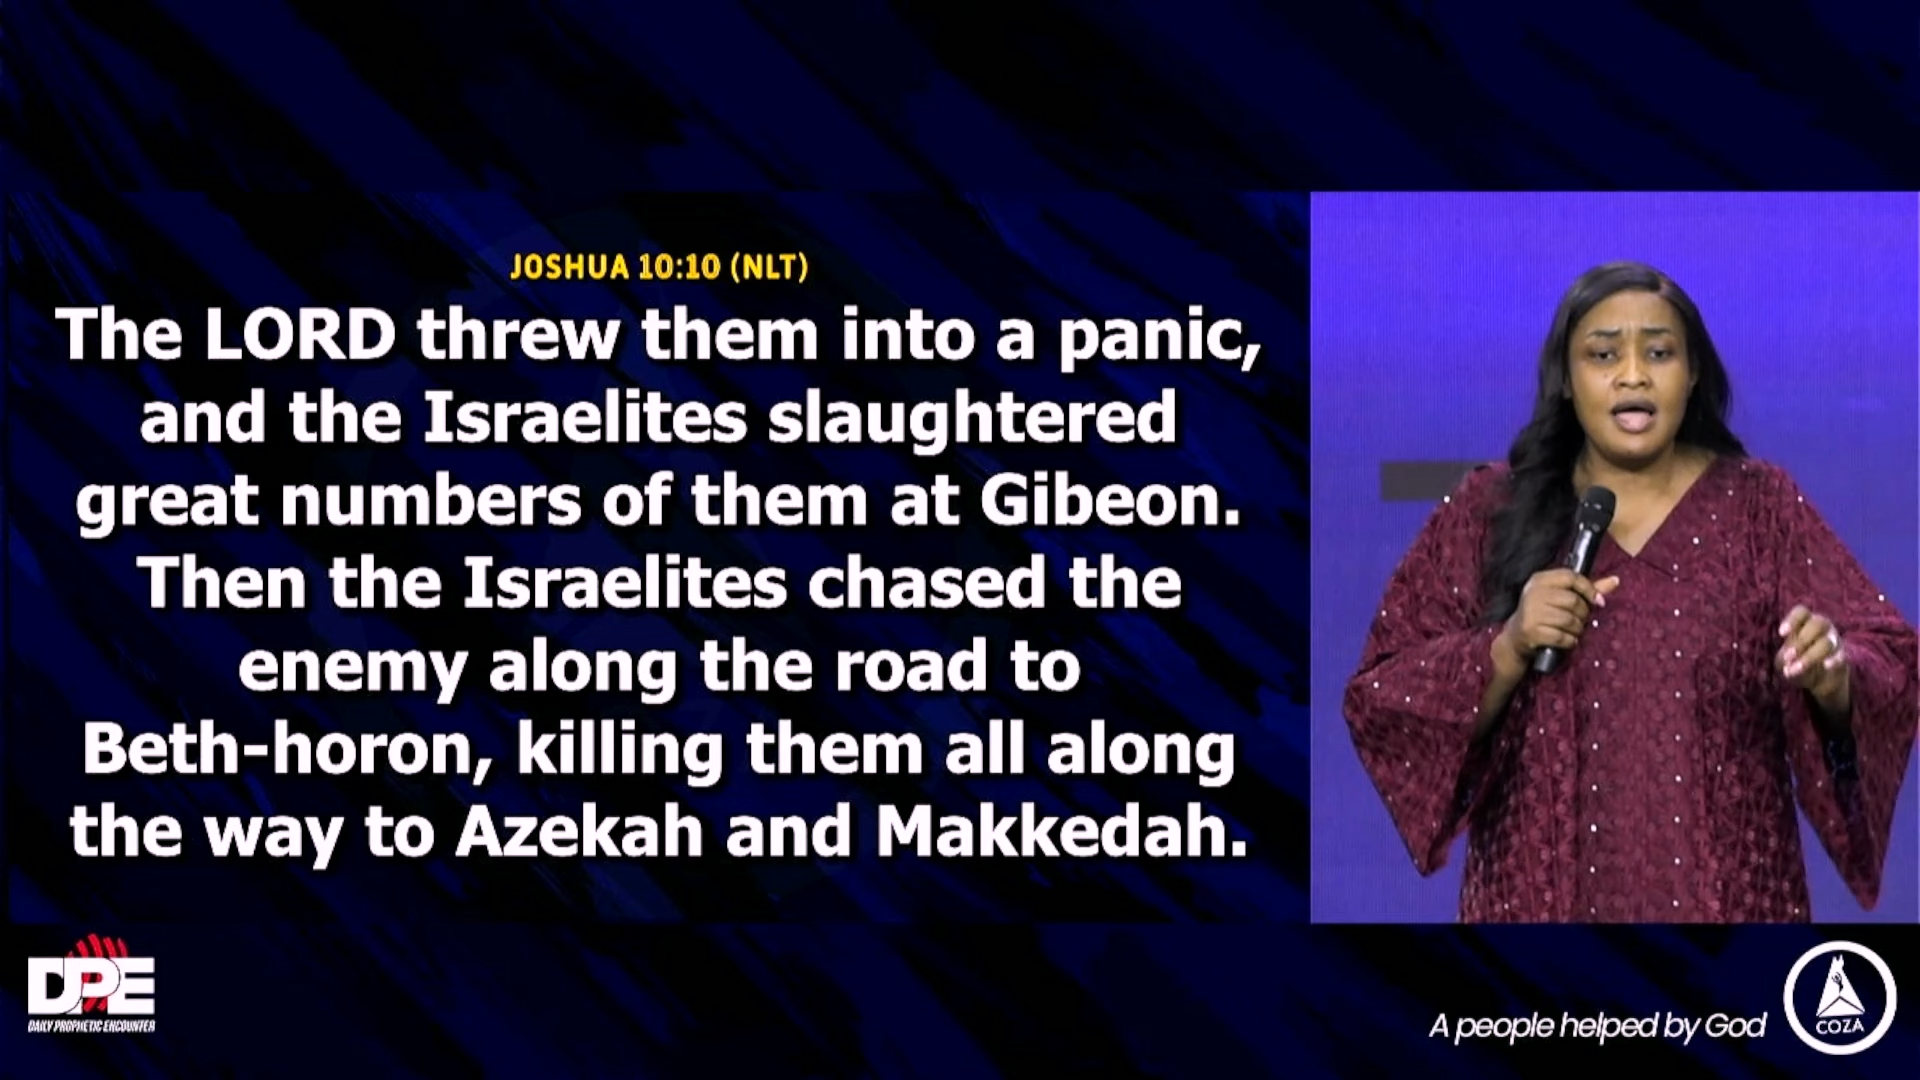 JOSHUA 10:10 (NLT)
The LORD threw them into a panic,
and the Israelites slaughtered
great numbers of them at Gibeon.
Then the Israelites chased the
enemy along the road to
Beth-horon, killing them all along
the way to Azekah and Makkedah.
DPE
DAILY PROPHETIC ENCOUNTER
A people helped by God
COZA